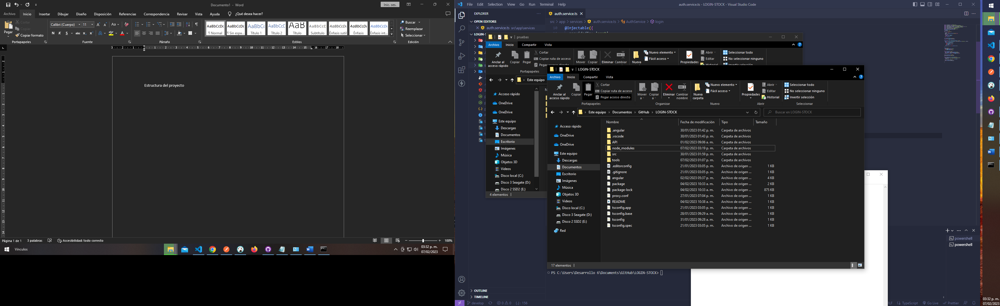 Documento1 - Word
Inic. ses.
Archivo Inicio Insertar Dibujar Diseño Disposición Referencias Correspondencia Revisar Vista Ayuda ¿Qué desea hacer?
Pegar
Cortar
Copiar
Copiar formato
Portapapeles
Calibri (Cuerpo) 11
N K S abc x₂ x²
Fuente
Párrafo
AaBbCcDc AaBbCcDc AaBbCc AaBbCcD AaB AaBbCcD AaBbCcDc AaBbCcDc AaBbCcDc
¶ Normal ¶ Sin espa... Título 1 Título 2 Título Subtítulo Énfasis sutil Énfasis Énfasis int...
Estilos
Buscar
Reemplazar
Seleccionar
Edición
Estructura del proyecto
Página 1 de 1 3 palabras Accesibilidad: todo correcto 100%
Vínculos
03:32 p. m.
07/02/2023
File Edit Selection View Go Run Terminal Help
auth.service.ts - LOGIN-STOCK - Visual Studio Code
EXPLORER
OPEN EDITORS
auth.service.ts src\app\services
LOGIN-S
auth.service.ts
src > app > services > auth.service.ts > AuthService > login
10 @Injectable({
pruebas
Archivo Inicio Compartir Vista
Anclar al acceso rápido
Copiar
Pegar
Cortar
Copiar ruta de acceso
Pegar acceso directo
Portapapeles
Mover
Copiar
Eliminar
Cambiar
Nueva
Nuevo elemento
Fácil acceso
Propiedades
Abrir
Editar
Historial
Seleccionar todo
No seleccionar ninguno
Invertir selección
Este equipo
Acceso rápido
OneDrive
OneDrive
Este equipo
Descargas
Documentos
Escritorio
Imágenes
Música
Objetos 3D
Videos
Disco local (C:)
Disco 3 Seagate (D:)
Disco 2 SSD2 (E:)
4 elementos
LOGIN-STOCK
Archivo Inicio Compartir Vista
Anclar al acceso rápido
Copiar
Pegar
Cortar
Copiar ruta de acceso
Pegar acceso directo
Portapapeles
Mover a
Copiar a
Eliminar
Cambiar nombre
Organizar
Nueva carpeta
Nuevo elemento
Fácil acceso
Nuevo
Propiedades
Abrir
Editar
Historial
Abrir
Seleccionar todo
No seleccionar ninguno
Invertir selección
Seleccionar
Este equipo > Documentos > GitHub > LOGIN-STOCK
Buscar en LOGIN-STOCK
Acceso rápido
OneDrive
OneDrive
Este equipo
Descargas
Documentos
Escritorio
Imágenes
Música
Objetos 3D
Videos
Disco local (C:)
Disco 3 Seagate (D:)
Disco 2 SSD2 (E:)
Red
Nombre Fecha de modificación Tipo Tamaño
.angular 30/01/2023 01:42 p. m. Carpeta de archivos
.vscode 30/01/2023 01:43 p. m. Carpeta de archivos
API 01/02/2023 09:06 a. m. Carpeta de archivos
node_modules 07/02/2023 03:19 p. m. Carpeta de archivos
src 30/01/2023 01:59 p. m. Carpeta de archivos
tools 07/02/2023 01:07 p. m. Carpeta de archivos
.editorconfig 21/01/2023 03:05 p. m. Archivo de origen ... 1 KB
.gitignore 21/01/2023 03:05 p. m. Archivo de origen ... 1 KB
angular 02/02/2023 05:37 p. m. Archivo de origen ... 4 KB
package 04/02/2023 10:33 a. m. Archivo de origen ... 2 KB
package-lock 04/02/2023 10:33 a. m. Archivo de origen ... 875 KB
proxy.conf 27/01/2023 07:04 p. m. Archivo de origen ... 1 KB
README 04/02/2023 10:38 a. m. Archivo de origen ... 1 KB
tsconfig.app 21/01/2023 03:05 p. m. Archivo de origen ... 1 KB
tsconfig.base 28/01/2023 09:29 a. m. Archivo de origen ... 1 KB
tsconfig 31/01/2023 09:28 a. m. Archivo de origen ... 1 KB
tsconfig.spec 21/01/2023 03:05 p. m. Archivo de origen ... 1 KB
17 elementos
PS C:\Users\Desarrollo 6\Documents\GitHub\LOGIN-STOCK>
powershell
powershell
OUTLINE
TIMELINE
develop 0 0 {..} : 156
RLF TypeScript Go Live Prettier
03:32 p. m.
07/02/2023